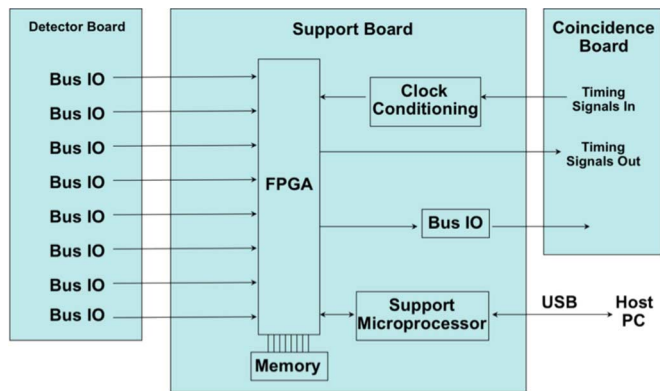 Detector Board
Bus IO
Bus IO
Bus IO
Bus IO
Bus IO
Bus IO
Bus IO
Bus IO
Support Board
FPGA
Memory
Clock
Conditioning
Bus IO
Support
Microprocessor
Coincidence
Board
Timing
Signals In
Timing
Signals Out
USB
Host
PC